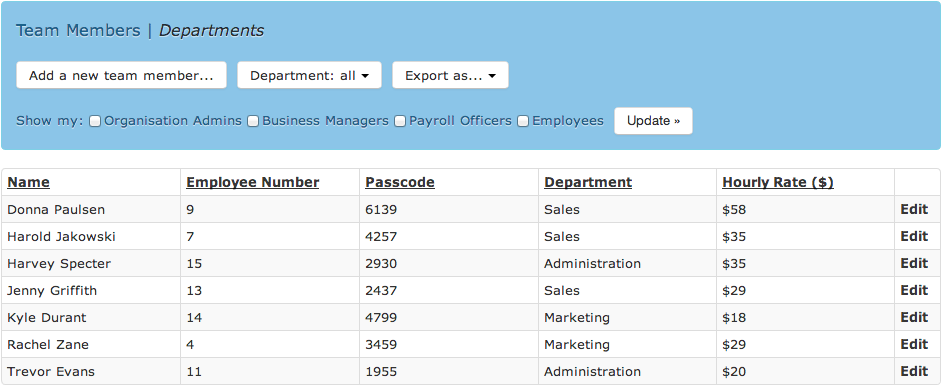 Team Members | Departments
Add a new team member... Department: all Export as...
Show my: Organisation Admins Business Managers Payroll Officers Employees Update »
Name Employee Number Passcode Department Hourly Rate ($)
Donna Paulsen 9 6139 Sales $58 Edit
Harold Jakowski 7 4257 Sales $35 Edit
Harvey Specter 15 2930 Administration $35 Edit
Jenny Griffith 13 2437 Sales $29 Edit
Kyle Durant 14 4799 Marketing $18 Edit
Rachel Zane 4 3459 Marketing $29 Edit
Trevor Evans 11 1955 Administration $20 Edit